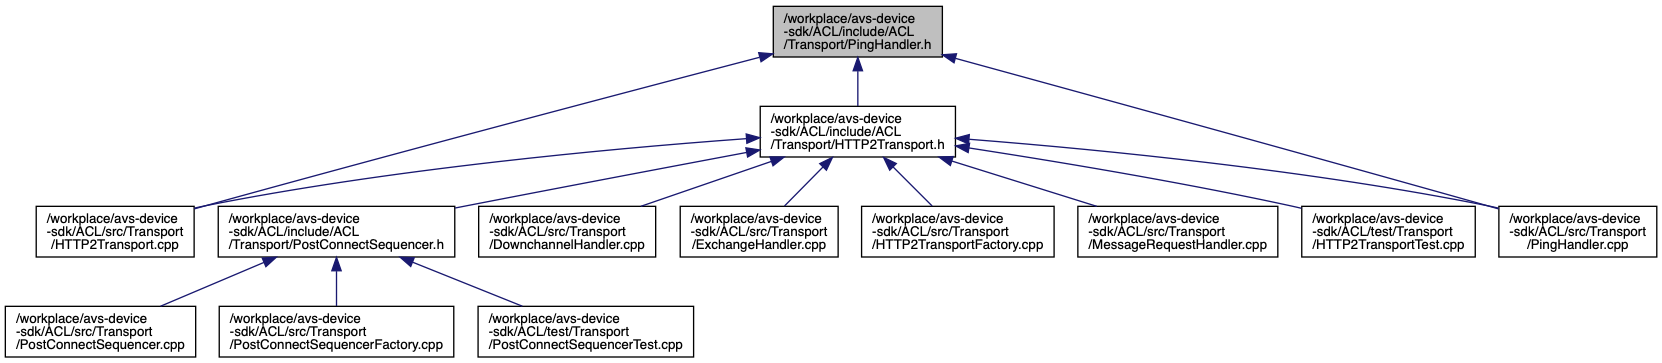 /workplace/avs-device
-sdk/ACL/include/ACL
/Transport/PingHandler.h
/workplace/avs-device
-sdk/ACL/include/ACL
/Transport/HTTP2Transport.h
/workplace/avs-device
-sdk/ACL/src/Transport
/HTTP2Transport.cpp
/workplace/avs-device
-sdk/ACL/include/ACL
/Transport/PostConnectSequencer.h
/workplace/avs-device
-sdk/ACL/src/Transport
/DownchannelHandler.cpp
/workplace/avs-device
-sdk/ACL/src/Transport
/ExchangeHandler.cpp
/workplace/avs-device
-sdk/ACL/src/Transport
/HTTP2TransportFactory.cpp
/workplace/avs-device
-sdk/ACL/src/Transport
/MessageRequestHandler.cpp
/workplace/avs-device
-sdk/ACL/test/Transport
/HTTP2TransportTest.cpp
/workplace/avs-device
-sdk/ACL/src/Transport
/PingHandler.cpp
/workplace/avs-device
-sdk/ACL/src/Transport
/PostConnectSequencer.cpp
/workplace/avs-device
-sdk/ACL/src/Transport
/PostConnectSequencerFactory.cpp
/workplace/avs-device
-sdk/ACL/test/Transport
/PostConnectSequencerTest.cpp